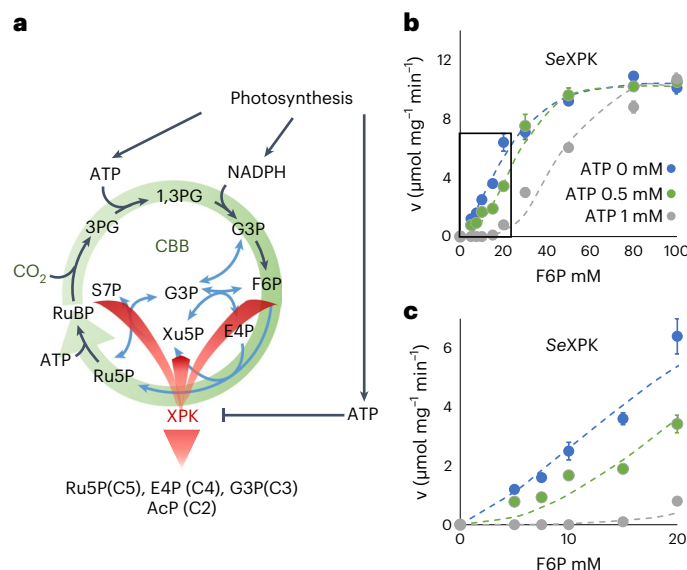 a
Photosynthesis
ATP
NADPH
1,3PG
3PG
G3P
CBB
CO2
S7P
G3P
F6P
RuBP
Xu5P
E4P
ATP
Ru5P
XPK
ATP
Ru5P(C5), E4P (C4), G3P(C3)
AcP (C2)
b
SeXPK
v (μmol mg−1 min−1)
12
8
4
0
ATP 0 mM
ATP 0.5 mM
ATP 1 mM
0 20 40 60 80 100
F6P mM
c
SeXPK
v (μmol mg−1 min−1)
6
4
2
0
0 10 20
F6P mM